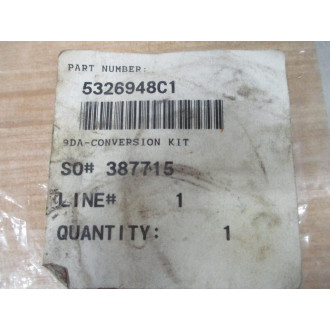 PART NUMBER:
5326948C1
9DA-CONVERSION KIT
SO# 387715
LINE# 1
QUANTITY: 1